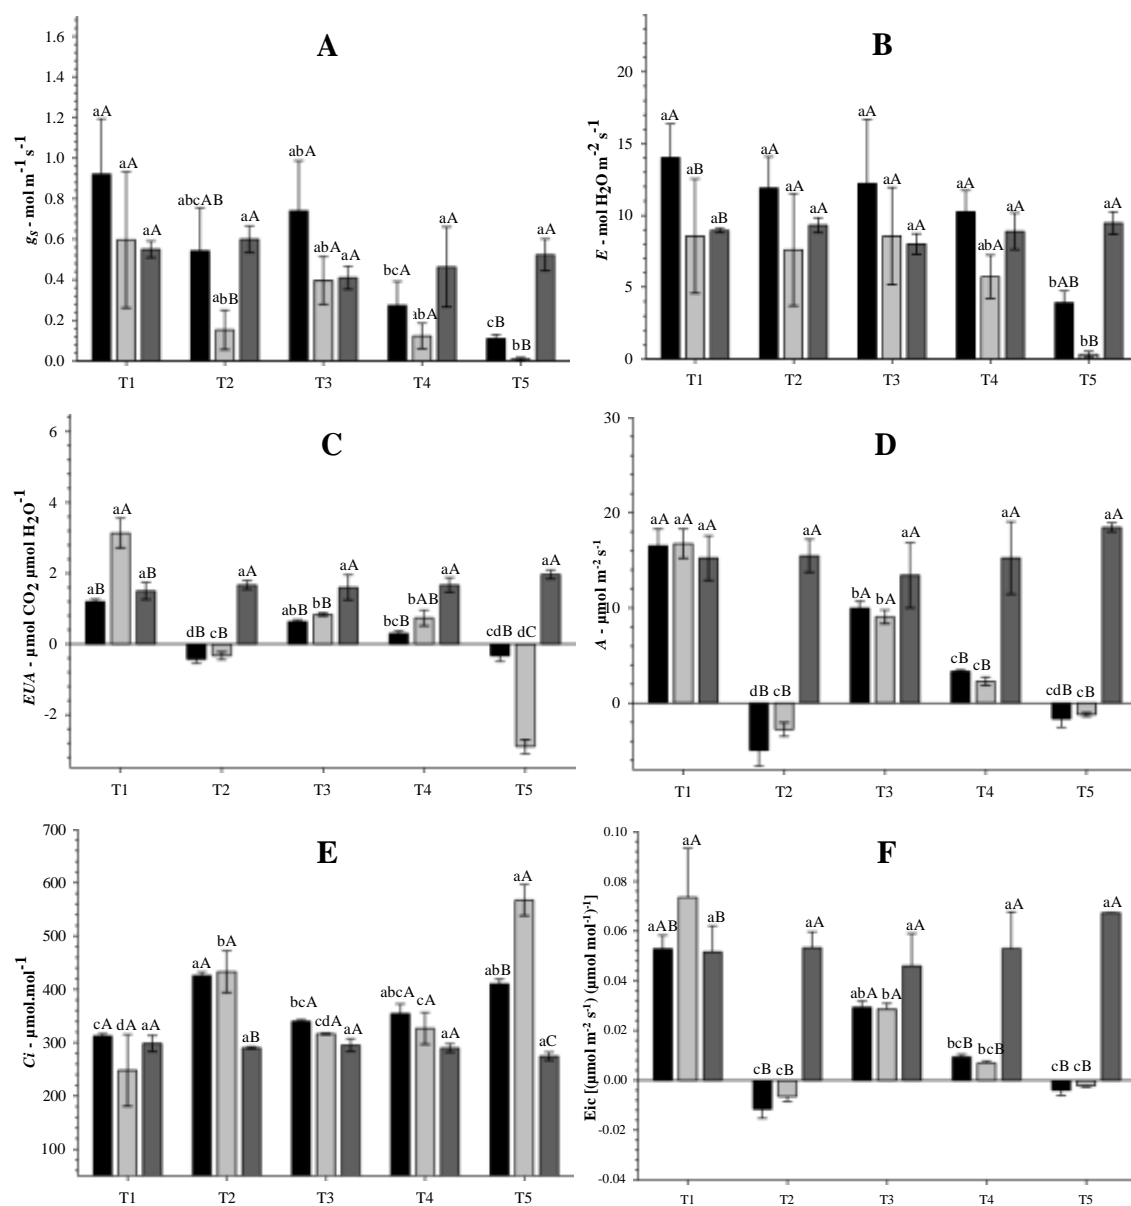 A
1.6
1.4
1.2
1.0
0.8
0.6
0.4
0.2
0.0
gs - mol m-1 s-1
aA
aA
aA
abcAB
abB
aA
abA
abA
aA
bcA
abA
aA
cB
bB
aA
T1 T2 T3 T4 T5
B
20
15
10
5
0
E - mol H2O m-2 s-1
aA
aB
aB
aA
aA
aA
aA
aA
aA
aA
abA
aA
bAB
bB
aA
T1 T2 T3 T4 T5
C
6
4
2
0
-2
EUA - µmol CO2 µmol H2O-1
aB
aA
aB
dB cB
aA
abB bB
aA
bcB
bAB
aA
cdB dC
aA
T1 T2 T3 T4 T5
D
30
20
10
0
A - µmol m-2 s-1
aA aA aA
dB cB
aA
bA bA
aA
cB cB
aA
cdB cB
aA
T1 T2 T3 T4 T5
E
700
600
500
400
300
200
100
Ci - µmol.mol-1
cA dA aA
aA
bA
aB
bcA cdA aA
abcA cA aA
abB
aA
aC
T1 T2 T3 T4 T5
F
0.10
0.08
0.06
0.04
0.02
0.00
-0.02
-0.04
Eic [(µmol m-2 s-1) (µmol mol-1)-1]
aAB
aA
aB
cB cB
aA
abA bA
aA
bcB bcB
aA
cB cB
aA
T1 T2 T3 T4 T5